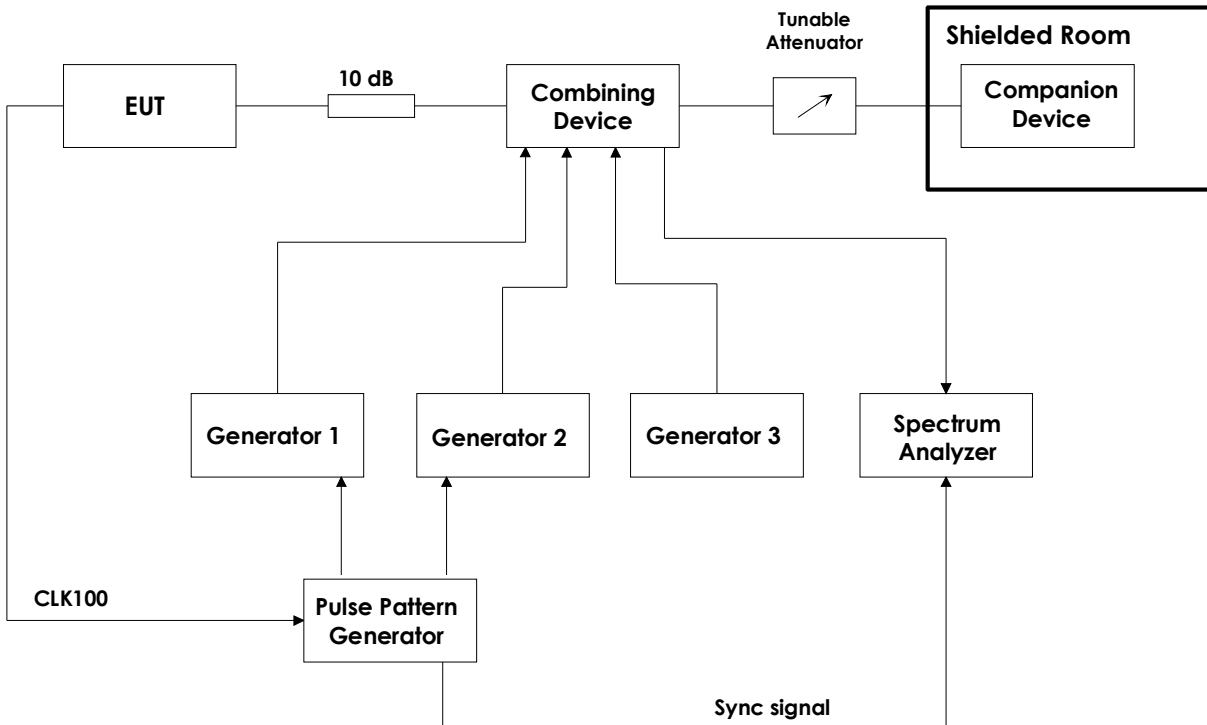 Tunable
Attenuator
Shielded Room
10 dB
EUT
Combining
Device
Companion
Device
Generator 1
Generator 2
Generator 3
Spectrum
Analyzer
CLK100
Pulse Pattern
Generator
Sync signal